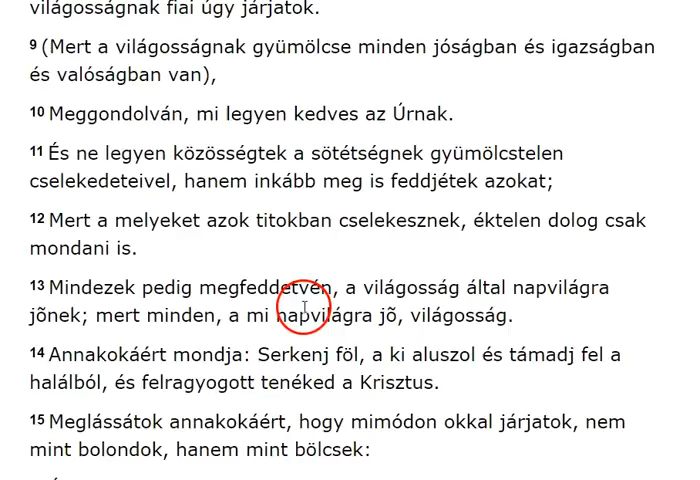 világosságnak fiai úgy járjatok.
9 (Mert a világosságnak gyümölcse minden jóságban és igazságban
és valóságban van),
10 Meggondolván, mi legyen kedves az Úrnak.
11 És ne legyen közösségtek a sötétségnek gyümölcstelen
cselekedeteivel, hanem inkább meg is feddjétek azokat;
12 Mert a melyeket azok titokban cselekesznek, éktelen dolog csak
mondani is.
13 Mindezek pedig megfeddetvén, a világosság által napvilágra
jõnek; mert minden, a mi napvilágra jõ, világosság.
14 Annakokáért mondja: Serkenj föl, a ki aluszol és támadj fel a
halálból, és felragyogott tenéked a Krisztus.
15 Meglássátok annakokáért, hogy mimódon okkal járjatok, nem
mint bolondok, hanem mint bölcsek: